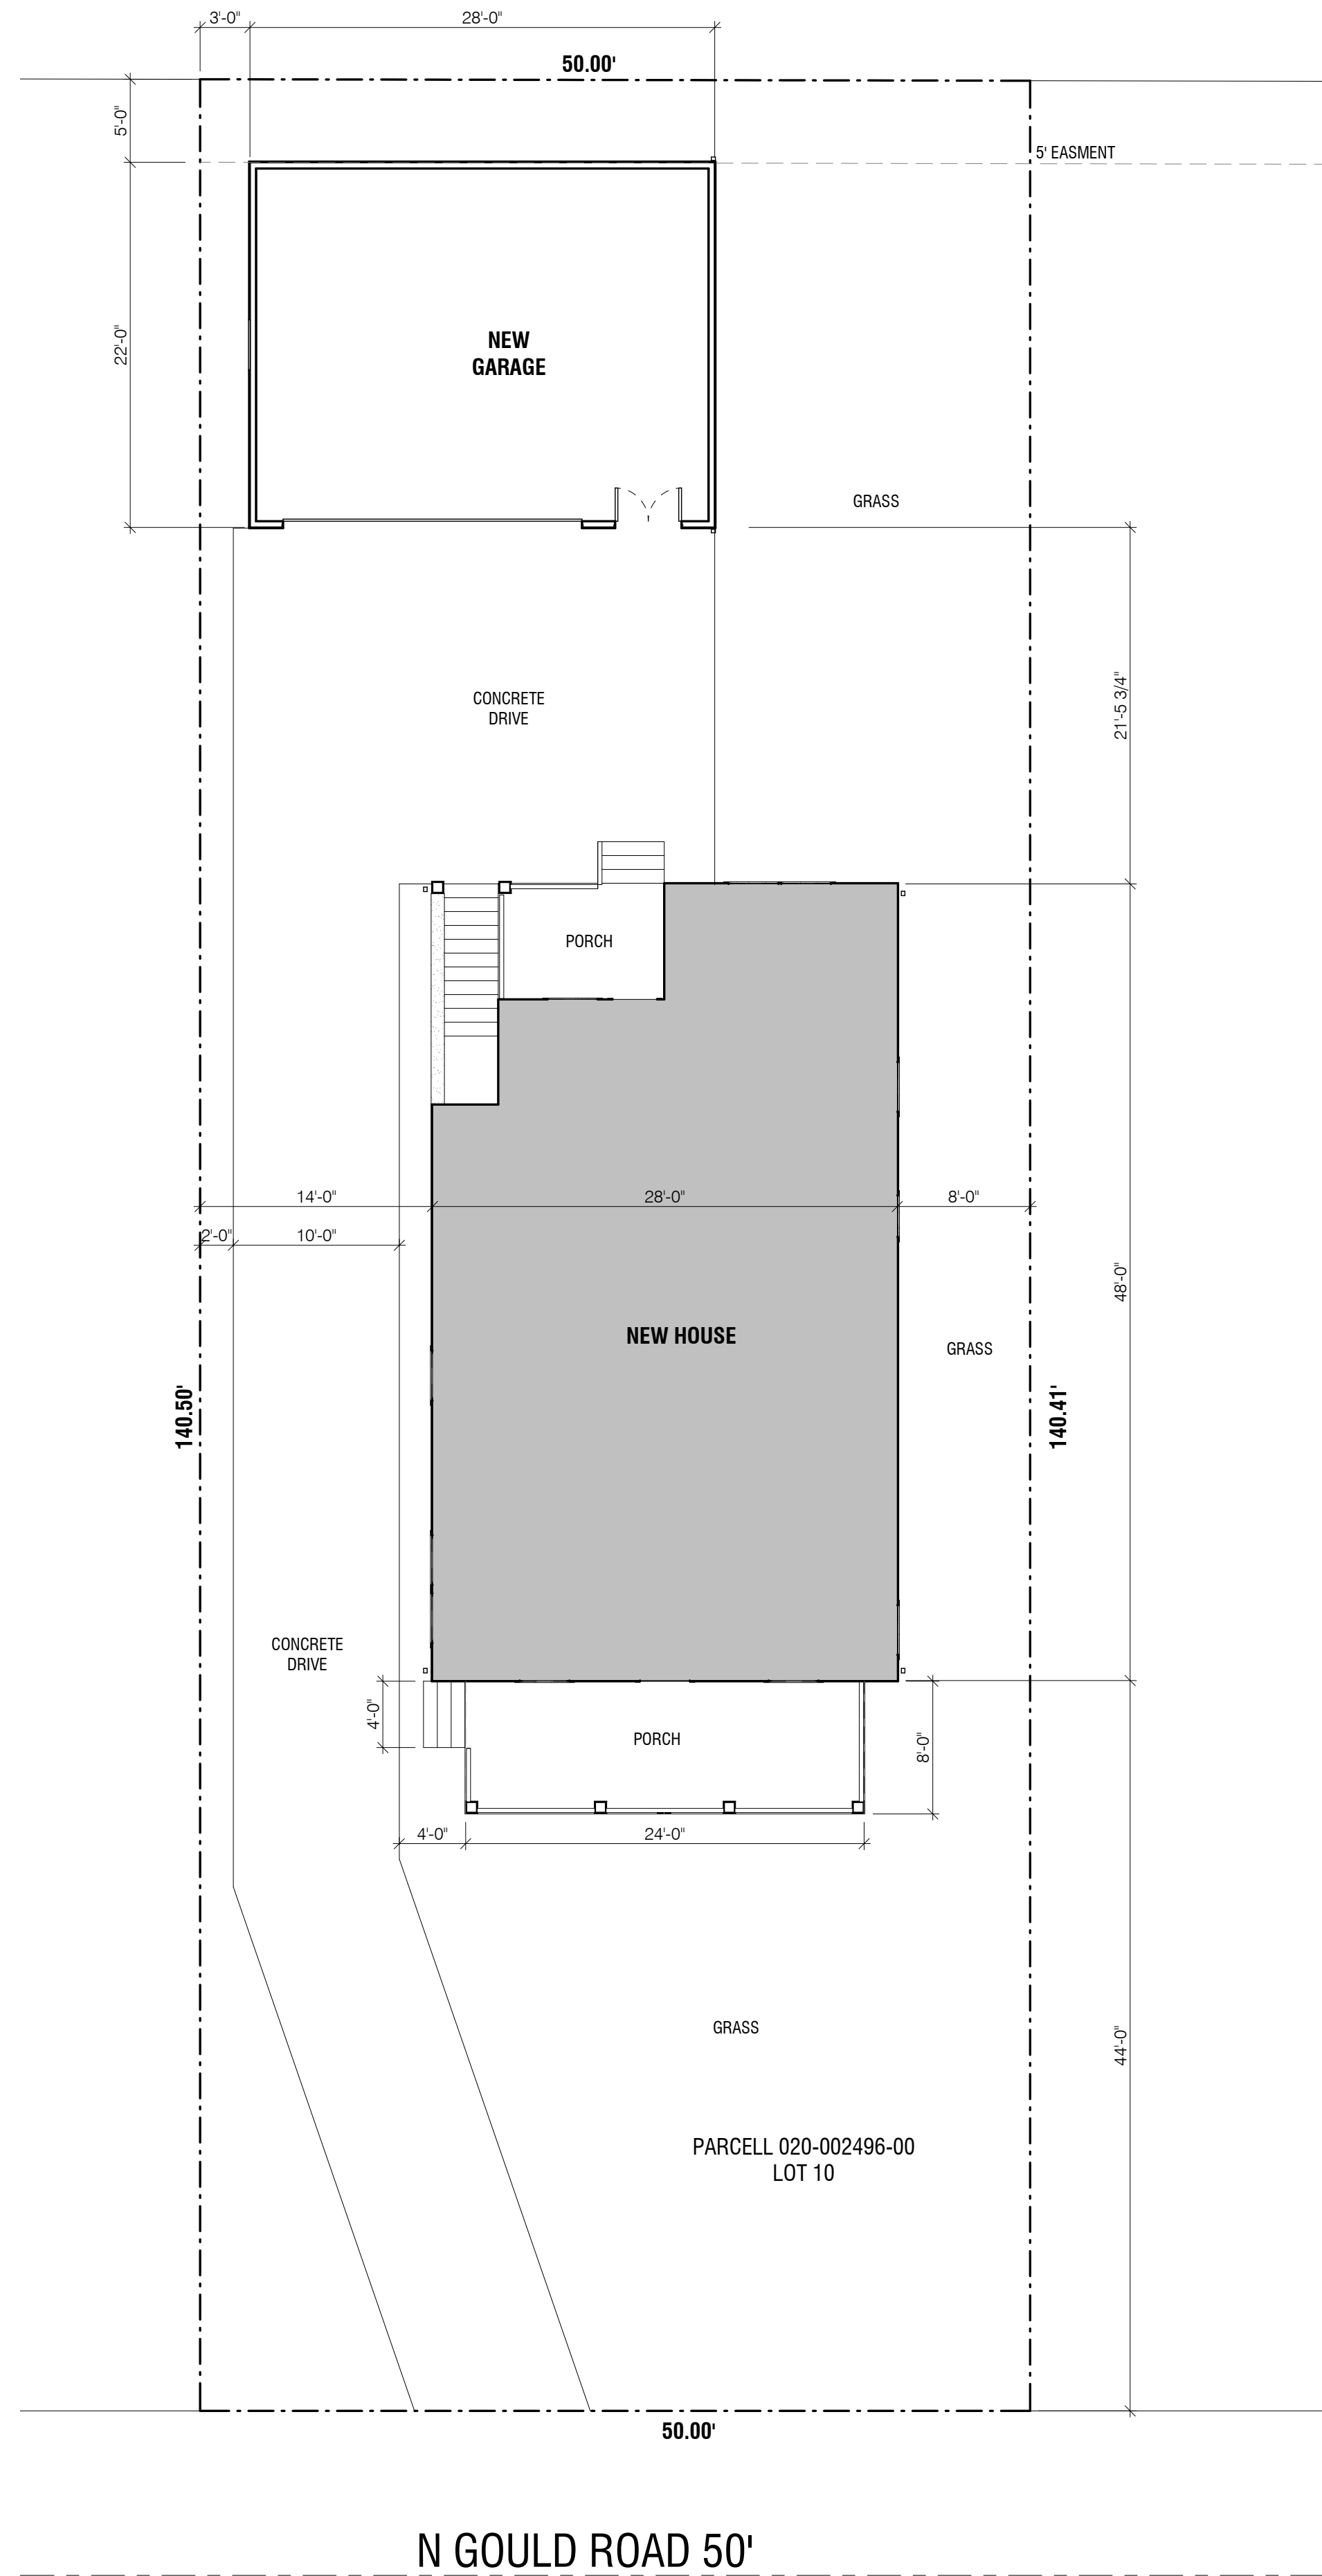 3'-0"
28'-0"
50.00'
5'-0"
5' EASMENT
22'-0"
NEW
GARAGE
GRASS
21'-5 3/4"
CONCRETE
DRIVE
PORCH
14'-0"
28'-0"
8'-0"
2'-0"
10'-0"
48'-0"
NEW HOUSE
GRASS
140.50'
140.41'
CONCRETE
DRIVE
4'-0"
PORCH
8'-0"
4'-0"
24'-0"
GRASS
44'-0"
PARCELL 020-002496-00
LOT 10
50.00'
N GOULD ROAD 50'